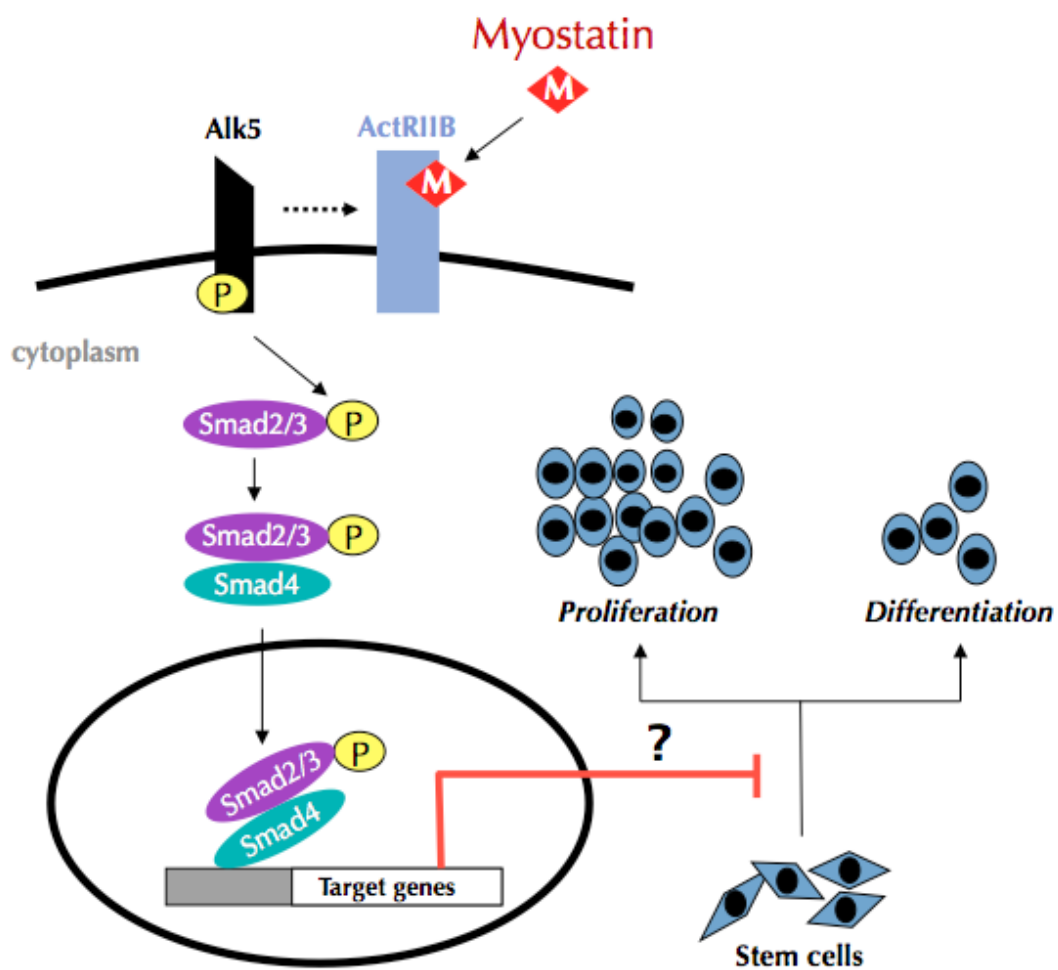 Myostatin
M
Alk5
ActRIIB
M
P
cytoplasm
Smad2/3
P
Smad2/3
P
Smad4
Proliferation
Differentiation
?
P
Smad2/3
Smad4
Target genes
Stem cells